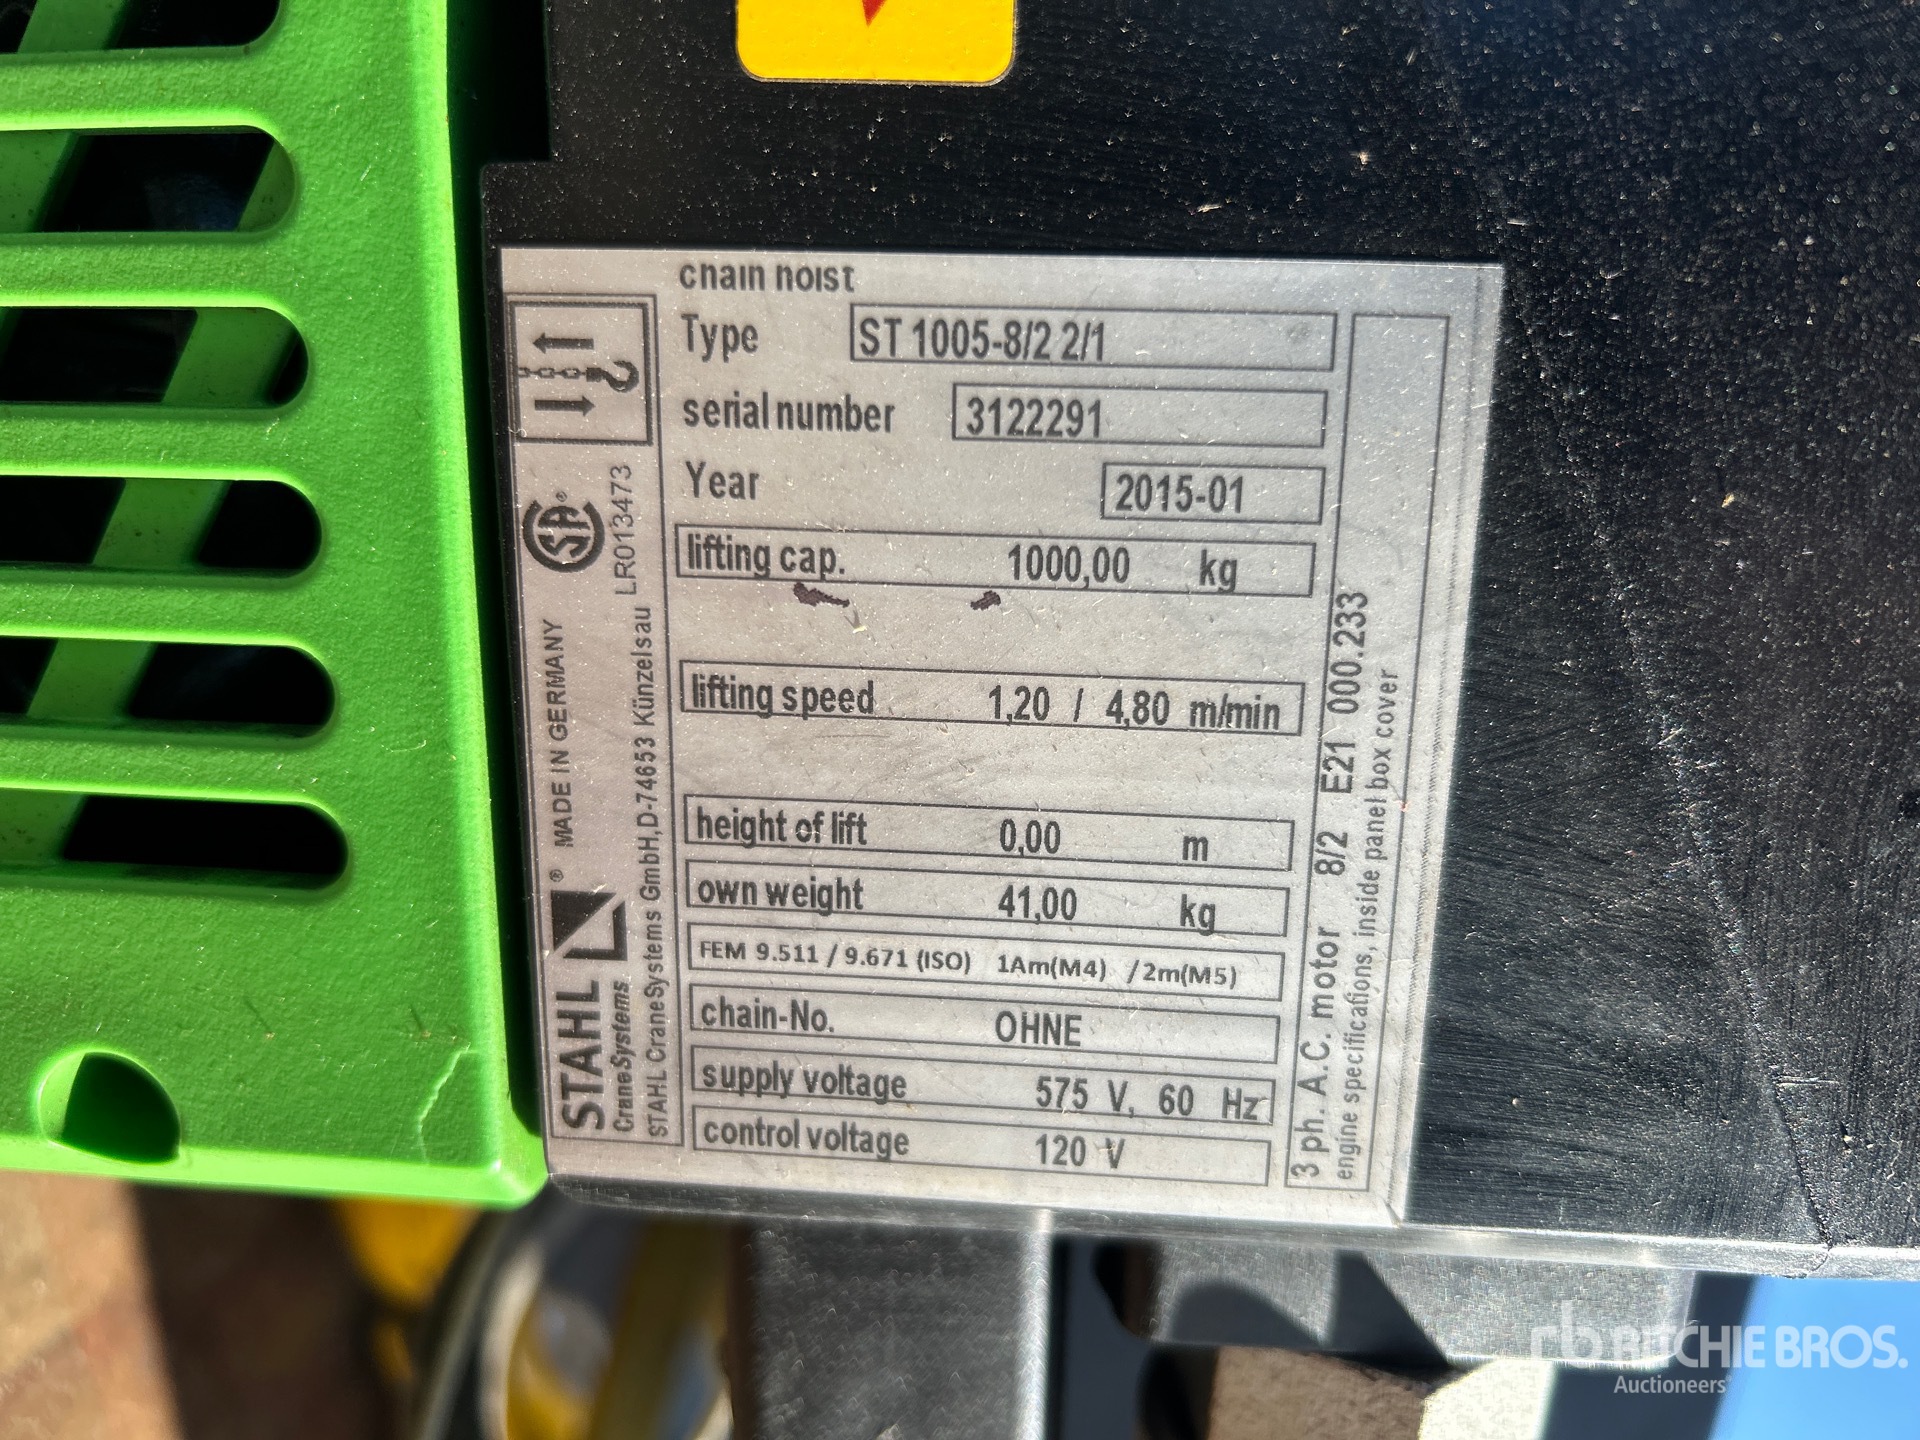 chain hoist
Type ST 1005-8/2 2/1
serial number 3122291
Year 2015-01
lifting cap. 1000,00 kg
lifting speed 1,20 / 4,80 m/min
height of lift 0,00 m
own weight 41,00 kg
FEM 9.511 / 9.671 (ISO) 1Am(M4) /2m(M5)
chain-No. OHNE
supply voltage 575 V, 60 Hz
control voltage 120 V
STAHL ® MADE IN GERMANY
CraneSystems
SA ®
LR013473
STAHL CraneSystems GmbH,D-74653 Künzelsau
3 ph. A.C. motor 8/2 E21 000.233
engine specifications, inside panel box cover
rb RITCHIE BROS.
Auctioneers